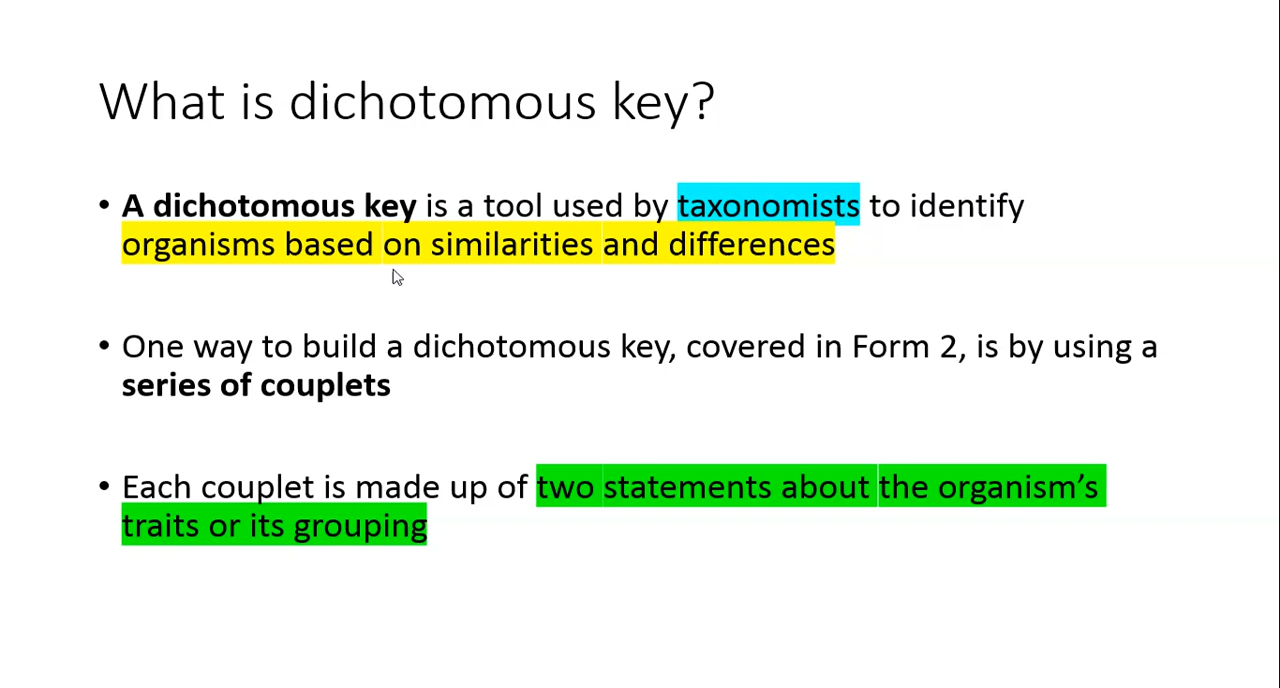 What is dichotomous key?
• A dichotomous key is a tool used by taxonomists to identify
organisms based on similarities and differences
• One way to build a dichotomous key, covered in Form 2, is by using a
series of couplets
• Each couplet is made up of two statements about the organism’s
traits or its grouping